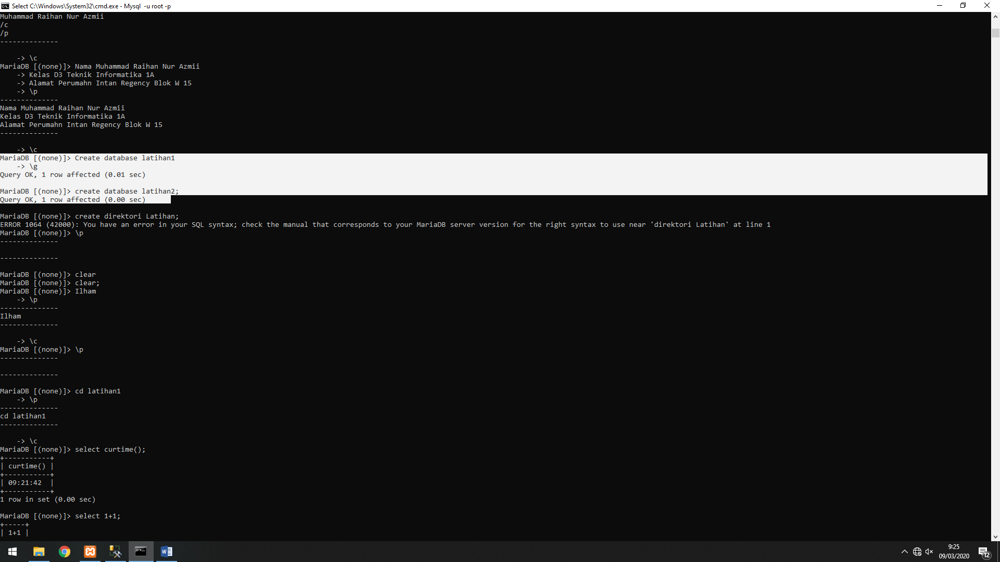 Select C:\Windows\System32\cmd.exe - Mysql  -u root -p
Muhammad Raihan Nur Azmii
/c
/p
--------------
    -> \c
MariaDB [(none)]> Nama Muhammad Raihan Nur Azmii
    -> Kelas D3 Teknik Informatika 1A
    -> Alamat Perumahn Intan Regency Blok W 15
    -> \p
--------------
Nama Muhammad Raihan Nur Azmii
Kelas D3 Teknik Informatika 1A
Alamat Perumahn Intan Regency Blok W 15
--------------
    -> \c
MariaDB [(none)]> Create database latihan1
    -> \g
Query OK, 1 row affected (0.01 sec)
MariaDB [(none)]> create database latihan2;
Query OK, 1 row affected (0.00 sec)
MariaDB [(none)]> create direktori Latihan;
ERROR 1064 (42000): You have an error in your SQL syntax; check the manual that corresponds to your MariaDB server version for the right syntax to use near 'direktori Latihan' at line 1
MariaDB [(none)]> \p
--------------
--------------
MariaDB [(none)]> clear
MariaDB [(none)]> clear;
MariaDB [(none)]> Ilham
    -> \p
--------------
Ilham
--------------
    -> \c
MariaDB [(none)]> \p
--------------
--------------
MariaDB [(none)]> cd latihan1
    -> \p
--------------
cd latihan1
--------------
    -> \c
MariaDB [(none)]> select curtime();
+-----------+
| curtime() |
+-----------+
| 09:21:42  |
+-----------+
1 row in set (0.00 sec)
MariaDB [(none)]> select 1+1;
+-----+
| 1+1 |
9:25
09/03/2020
12